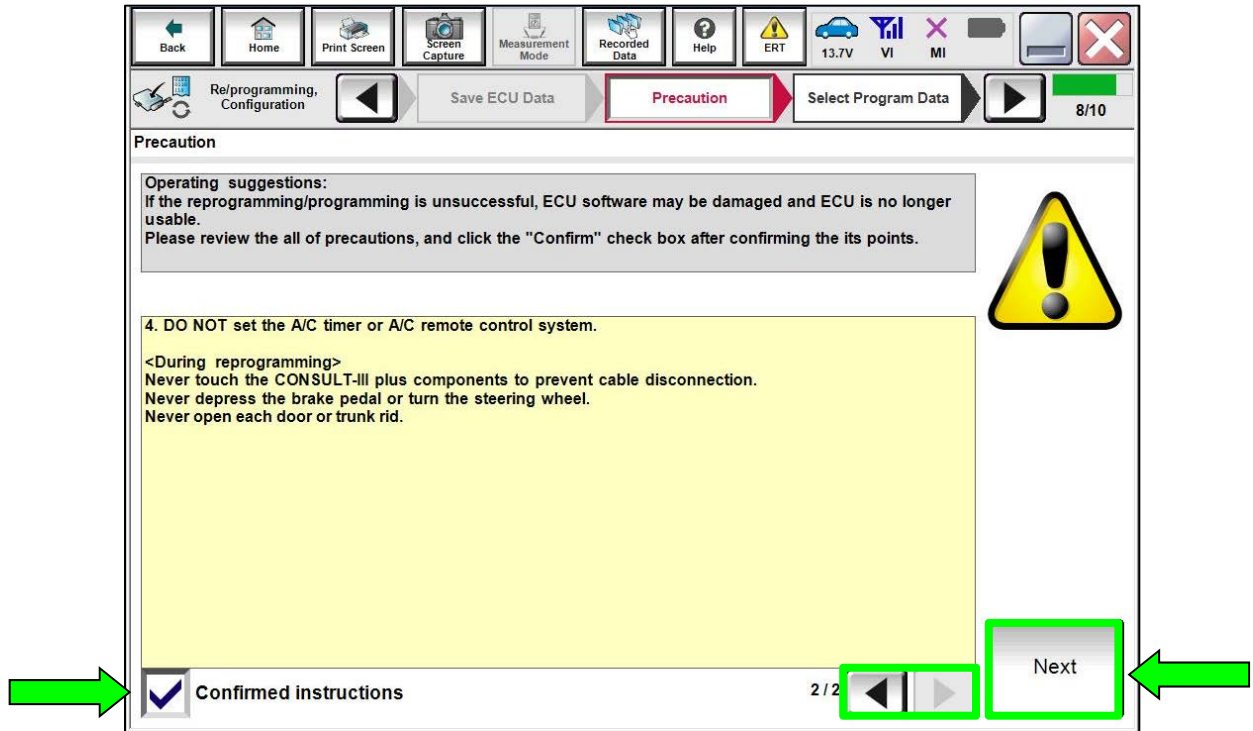 Back
Home
Print Screen
Screen
Capture
Measurement
Mode
Recorded
Data
Help
ERT
13.7V
VI
MI
Re/programming,
Configuration
Save ECU Data
Precaution
Select Program Data
8/10
Precaution
Operating suggestions:
If the reprogramming/programming is unsuccessful, ECU software may be damaged and ECU is no longer
usable.
Please review the all of precautions, and click the "Confirm" check box after confirming the its points.
4. DO NOT set the A/C timer or A/C remote control system.
<During reprogramming>
Never touch the CONSULT-III plus components to prevent cable disconnection.
Never depress the brake pedal or turn the steering wheel.
Never open each door or trunk rid.
Confirmed instructions
2 / 2
Next